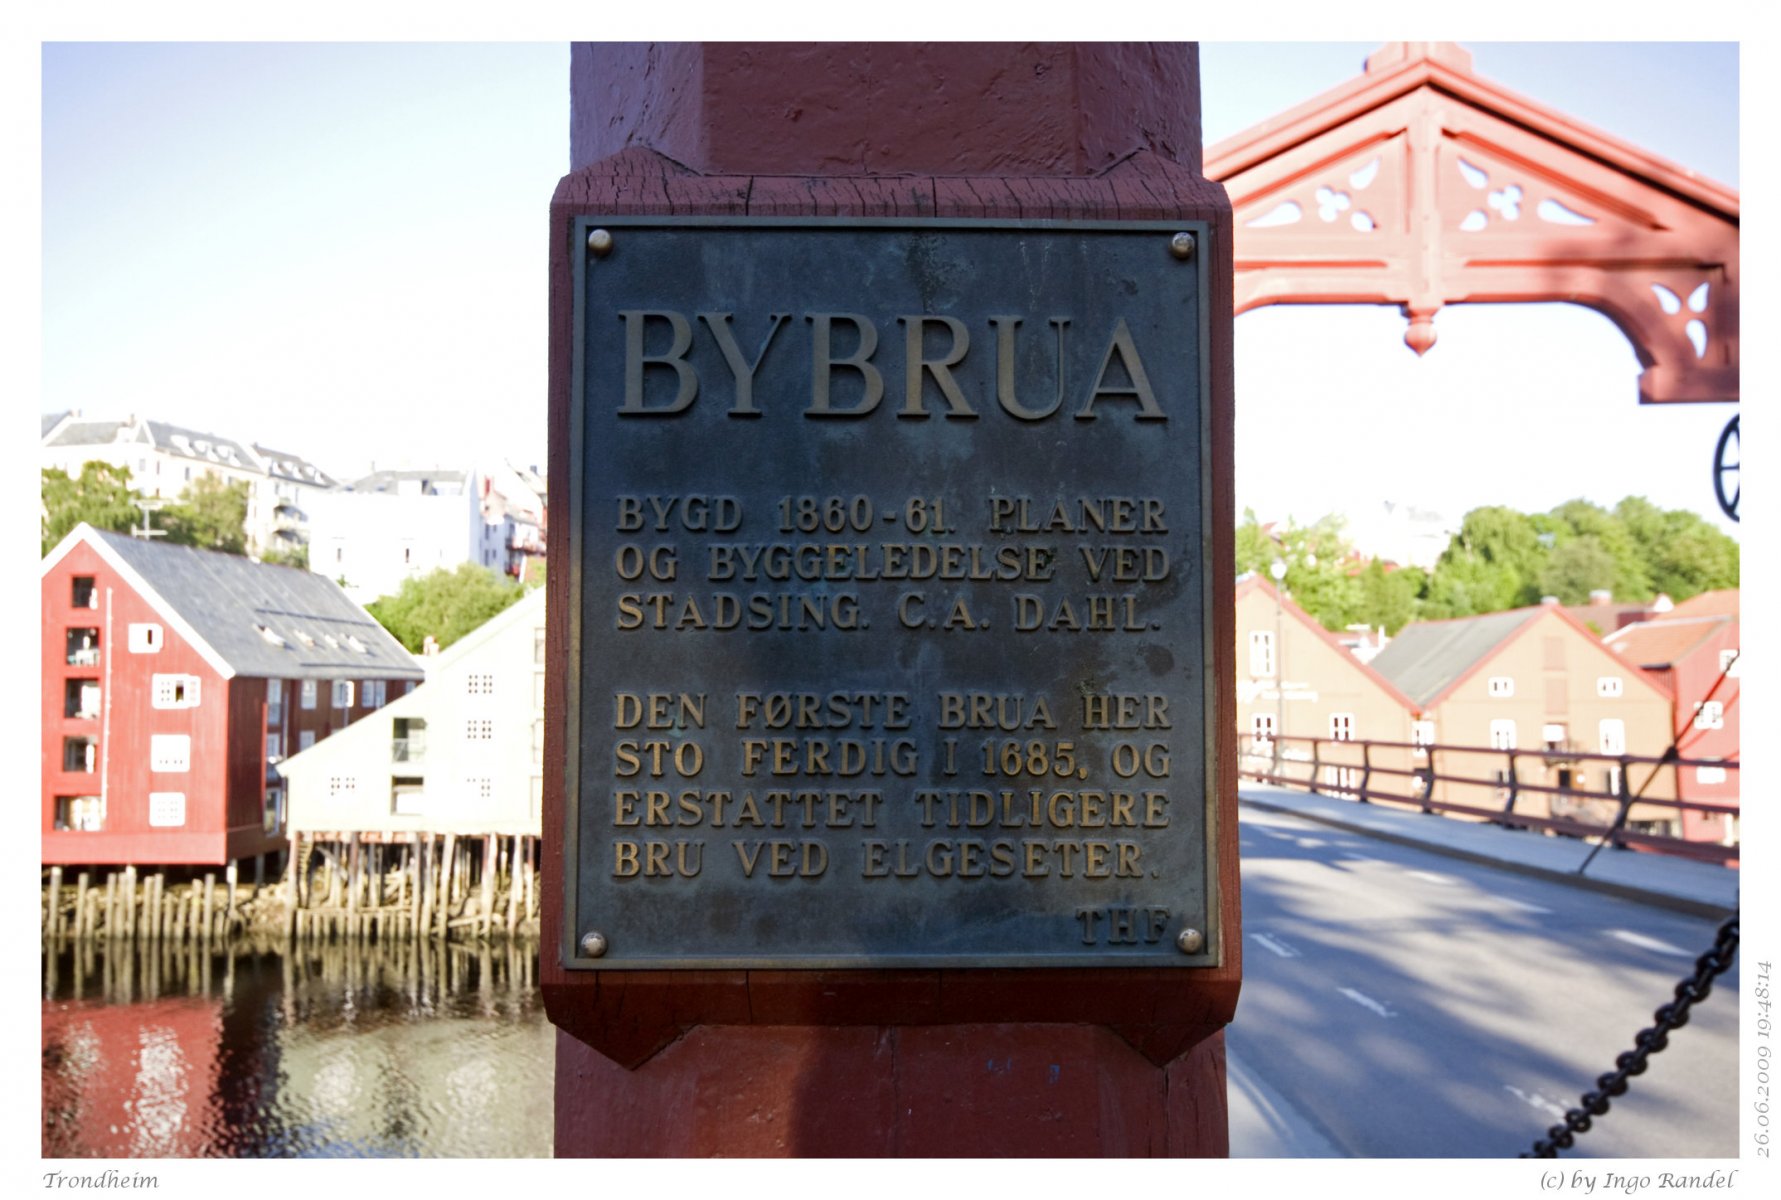 BYBRUA
BYGD 1860-61. PLANER
OG BYGGELEDELSE VED
STADSING. C.A. DAHL.
DEN FØRSTE BRUA HER
STO FERDIG I 1685, OG
ERSTATTET TIDLIGERE
BRU VED ELGESETER.
THF
Trondheim
(c) by Ingo Randel
26.06.2009 19:48:14